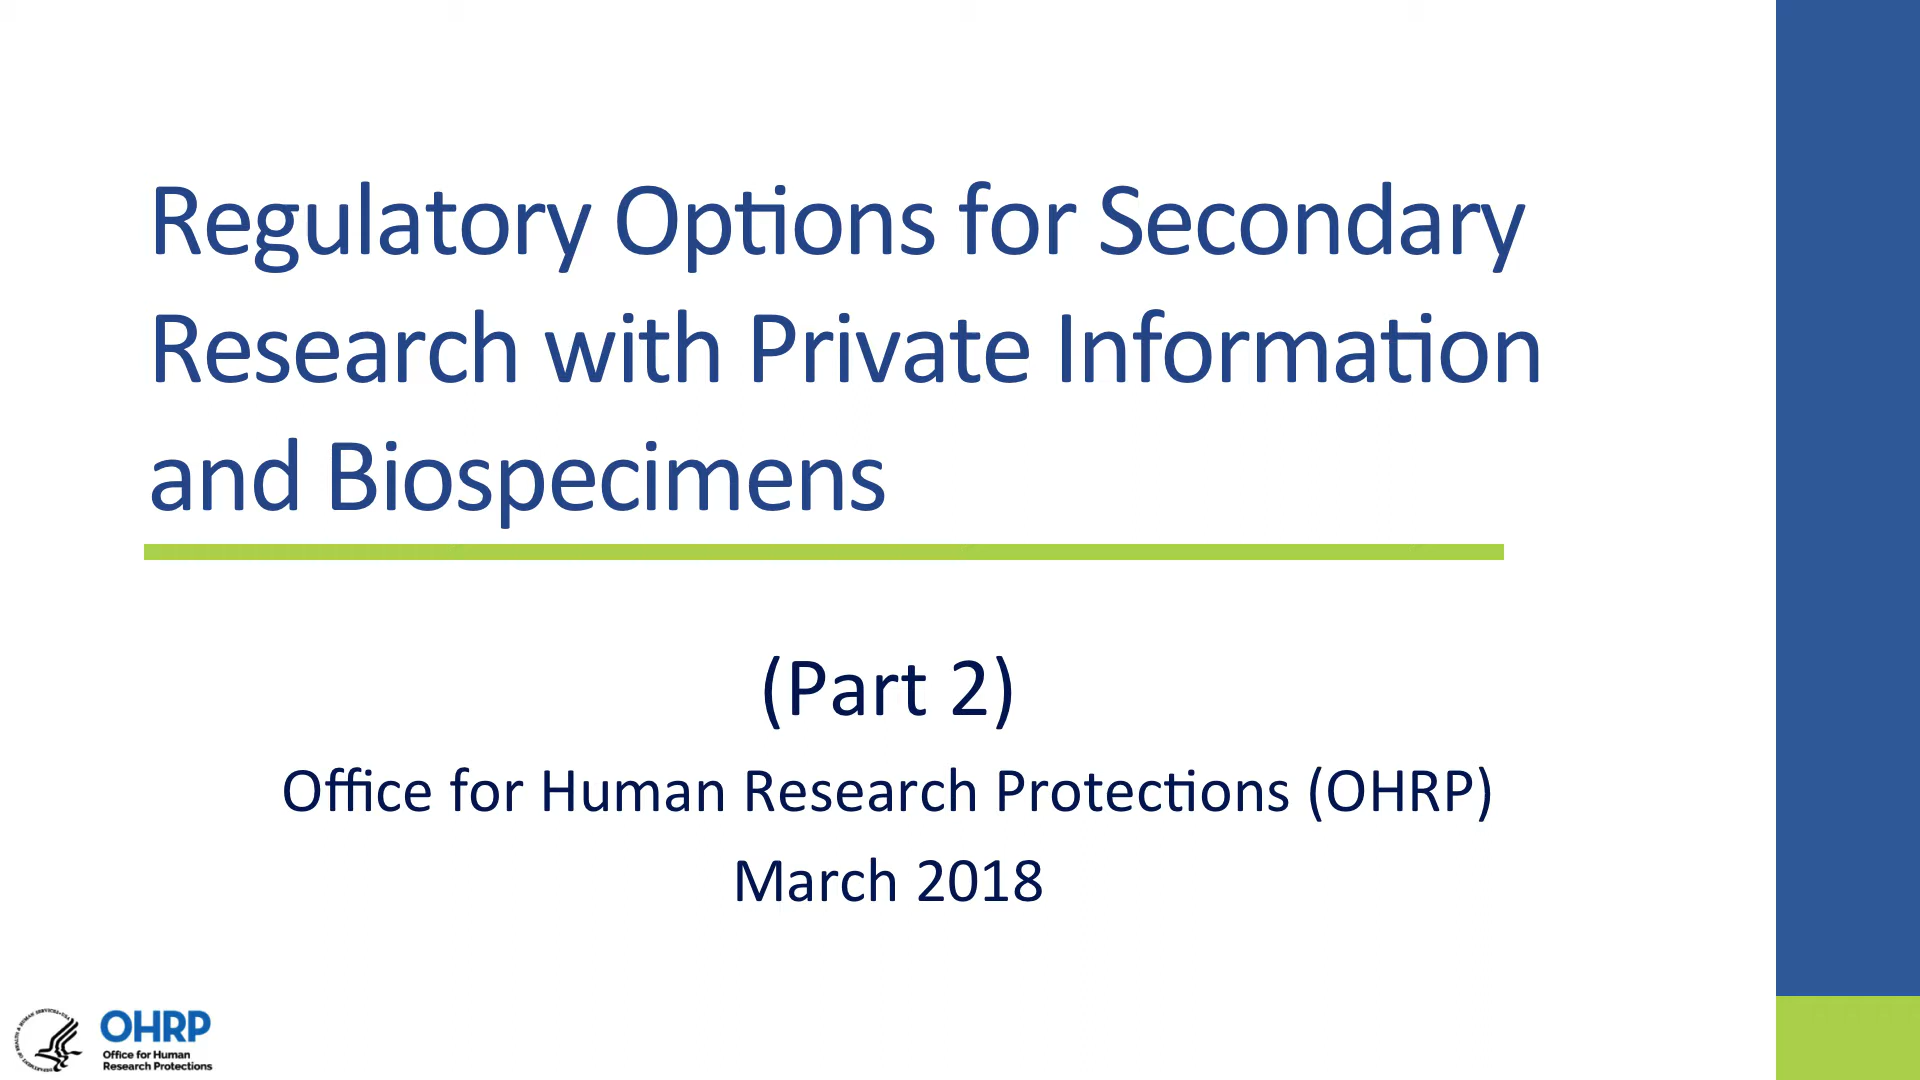 Regulatory Options for Secondary
Research with Private Information
and Biospecimens
(Part 2)
Office for Human Research Protections (OHRP)
March 2018
OHRP
Office for Human
Research Protections